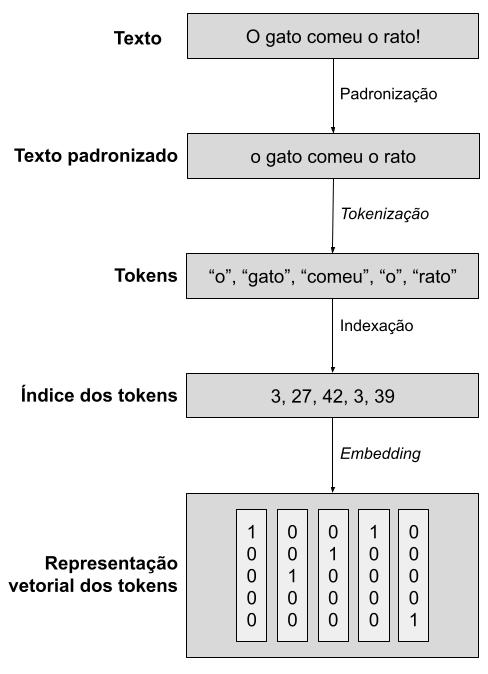 Texto
O gato comeu o rato!
Padronização
Texto padronizado
o gato comeu o rato
Tokenização
Tokens
“o”, “gato”, “comeu”, “o”, “rato”
Indexação
Índice dos tokens
3, 27, 42, 3, 39
Embedding
Representação
vetorial dos tokens
1 0 0 1 0
0 0 1 0 0
0 1 0 0 0
0 0 0 0 0
0 0 0 0 1